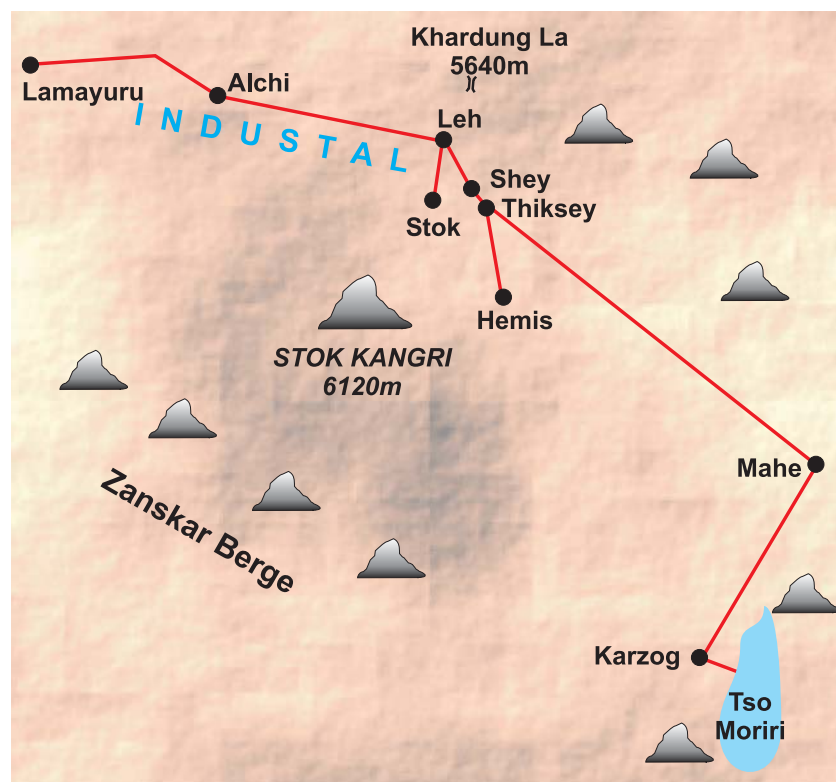 Khardung La
5640m
Lamayuru
Alchi
INDUSTAL
Leh
Shey
Thiksey
Stok
Hemis
STOK KANGRI
6120m
Mahe
Zanskar Berge
Karzog
Tso
Moriri